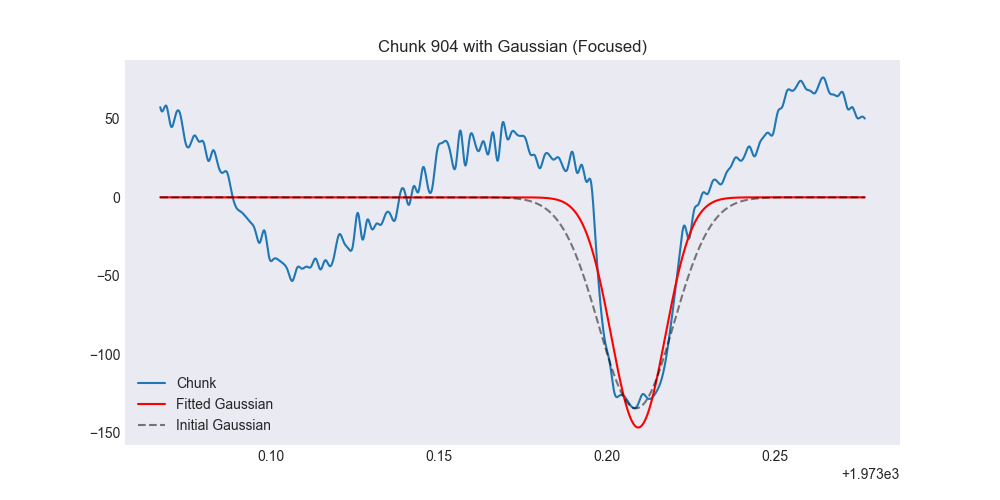 Chunk 904 with Gaussian (Focused)
50
0
−50
−100
−150
Chunk
Fitted Gaussian
Initial Gaussian
0.10 0.15 0.20 0.25
+1.973e3